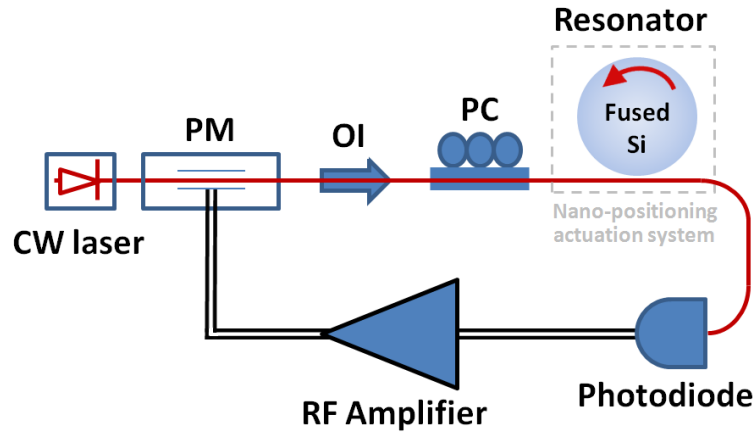 Resonator
PM
OI
PC
Fused
Si
CW laser
Nano-positioning
actuation system
RF Amplifier
Photodiode